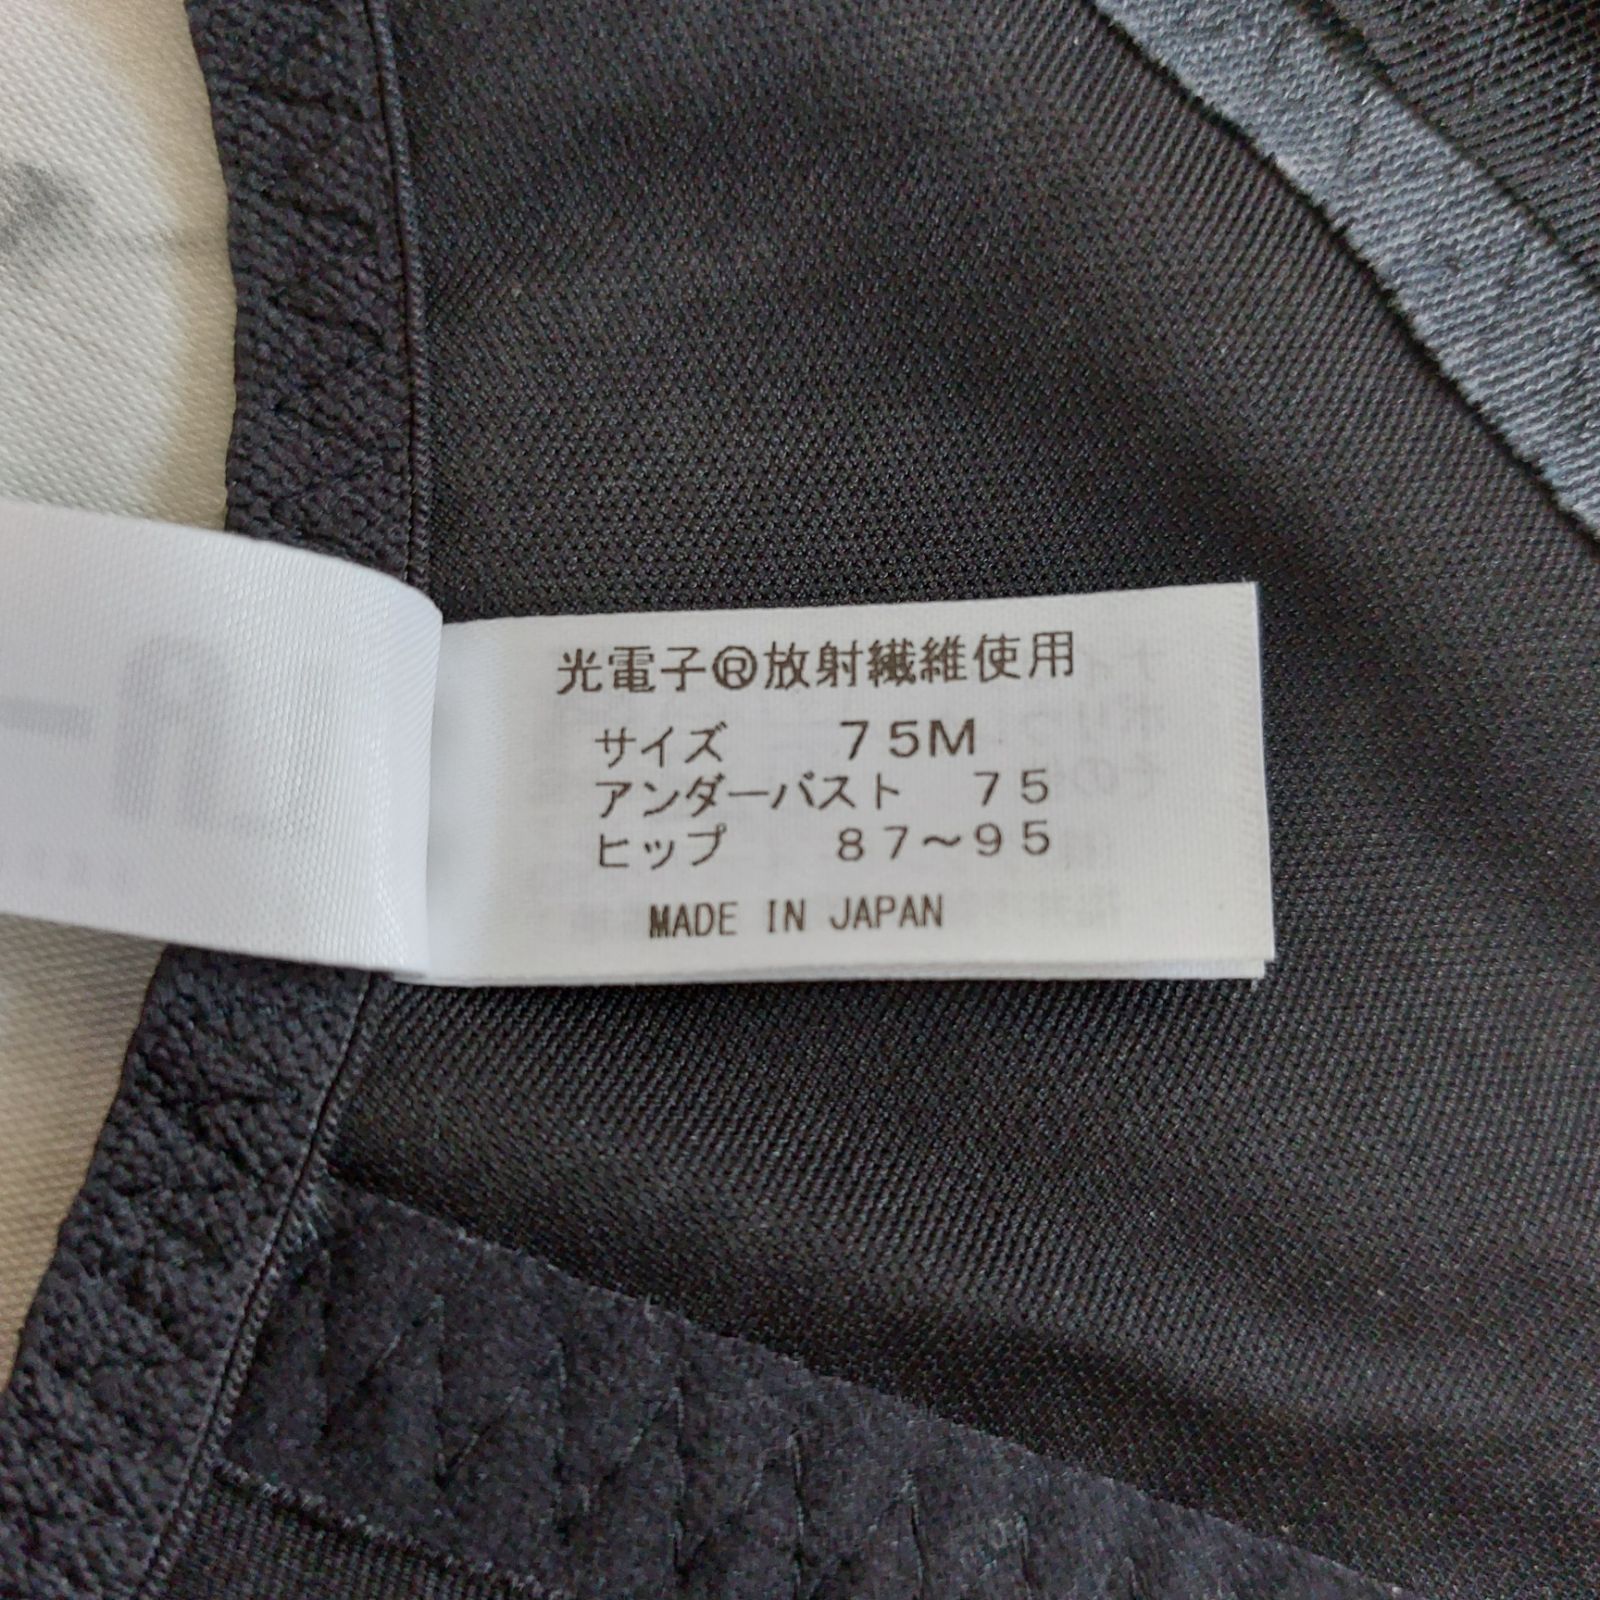 光電子®放射繊維使用
サイズ 75M
アンダーバスト 75
ヒップ 87〜95
MADE IN JAPAN